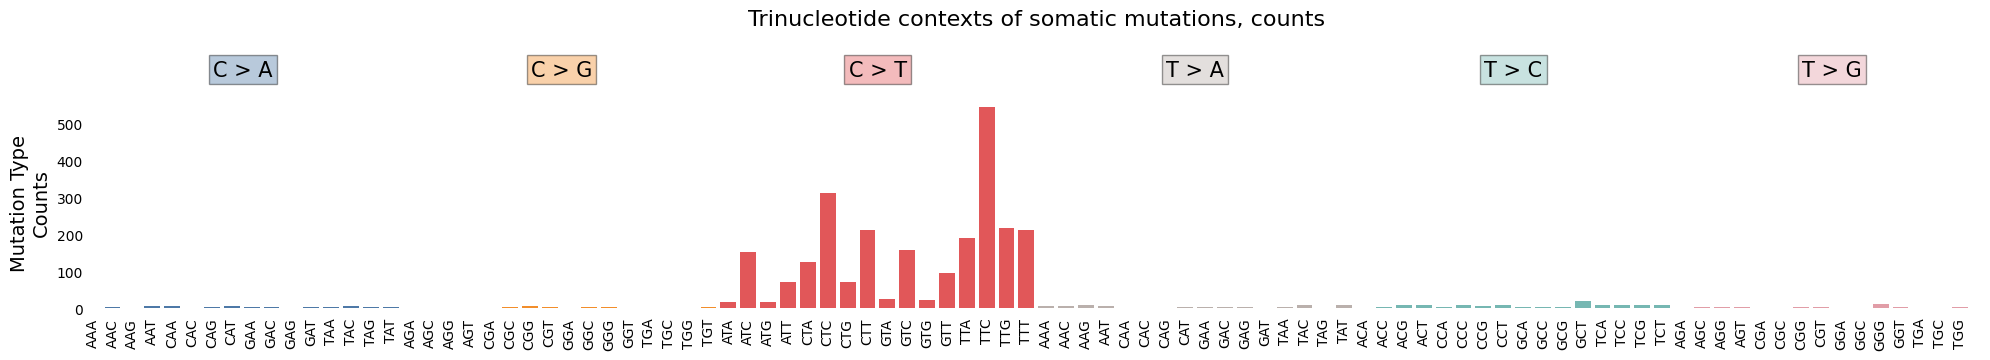 Trinucleotide contexts of somatic mutations, counts
C > A
C > G
C > T
T > A
T > C
T > G
Mutation Type
Counts
500
400
300
200
100
0
AAA
AAC
AAG
AAT
CAA
CAC
CAG
CAT
GAA
GAC
GAG
GAT
TAA
TAC
TAG
TAT
AGA
AGC
AGG
AGT
CGA
CGC
CGG
CGT
GGA
GGC
GGG
GGT
TGA
TGC
TGG
TGT
ATA
ATC
ATG
ATT
CTA
CTC
CTG
CTT
GTA
GTC
GTG
GTT
TTA
TTC
TTG
TTT
AAA
AAC
AAG
AAT
CAA
CAC
CAG
CAT
GAA
GAC
GAG
GAT
TAA
TAC
TAG
TAT
ACA
ACC
ACG
ACT
CCA
CCC
CCG
CCT
GCA
GCC
GCG
GCT
TCA
TCC
TCG
TCT
AGA
AGC
AGG
AGT
CGA
CGC
CGG
CGT
GGA
GGC
GGG
GGT
TGA
TGC
TGG